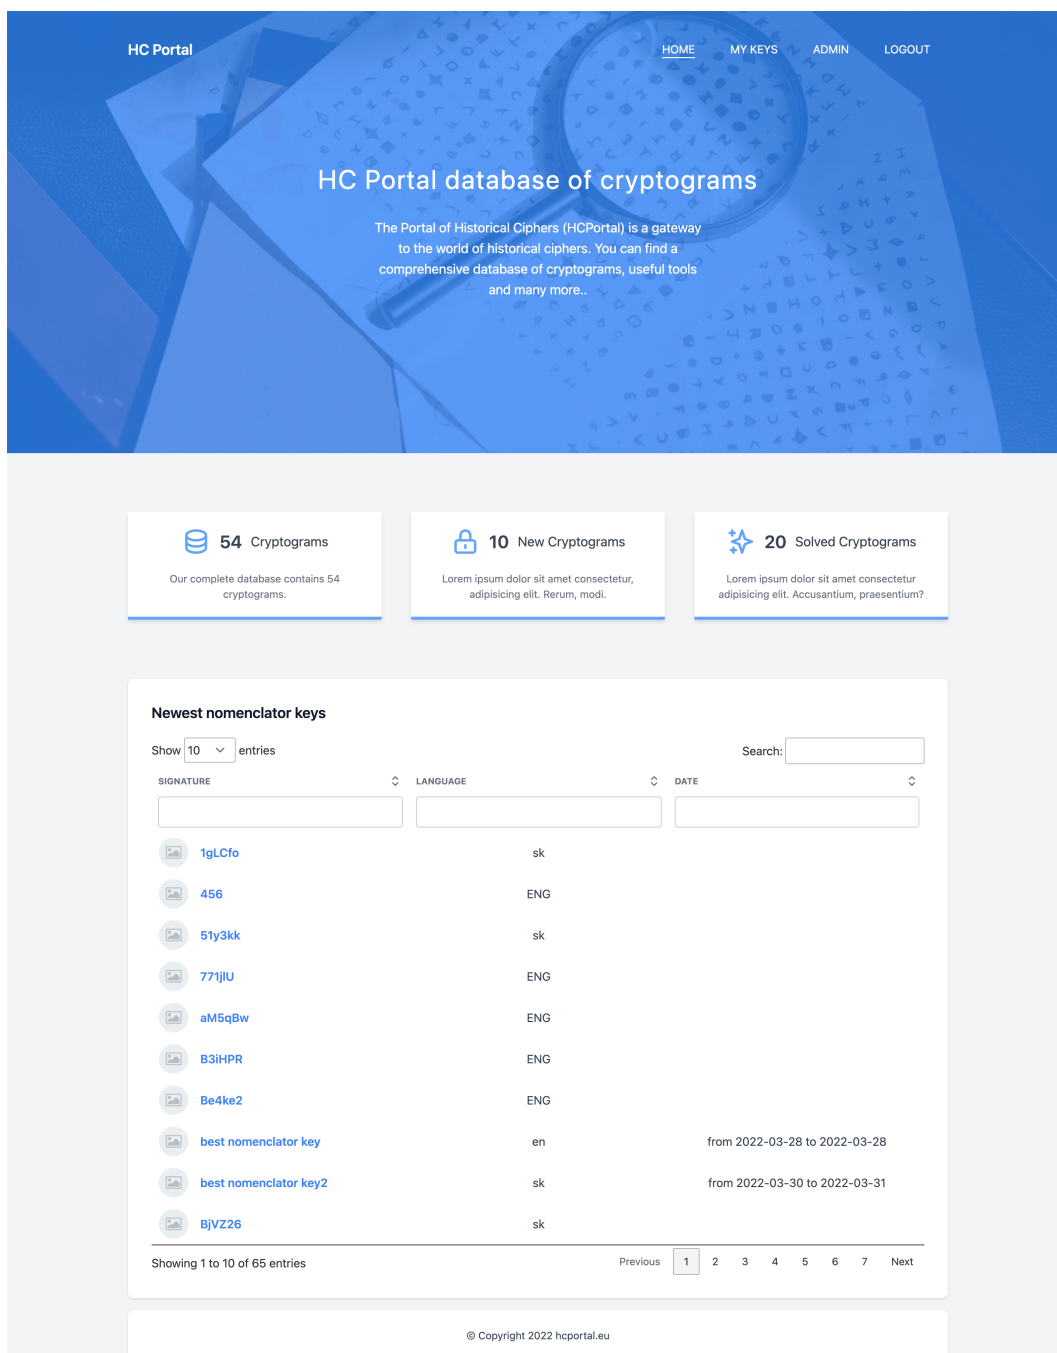 HC Portal
HOME MY KEYS ADMIN LOGOUT
HC Portal database of cryptograms
The Portal of Historical Ciphers (HCPortal) is a gateway
to the world of historical ciphers. You can find a
comprehensive database of cryptograms, useful tools
and many more..
54 Cryptograms
Our complete database contains 54
cryptograms.
10 New Cryptograms
Lorem ipsum dolor sit amet consectetur,
adipisicing elit. Rerum, modi.
20 Solved Cryptograms
Lorem ipsum dolor sit amet consectetur
adipisicing elit. Accusantium, praesentium?
Newest nomenclator keys
Show 10 entries Search:
SIGNATURE LANGUAGE DATE
1gLCfo sk
456 ENG
51y3kk sk
771jlU ENG
aM5qBw ENG
B3iHPR ENG
Be4ke2 ENG
best nomenclator key en from 2022-03-28 to 2022-03-28
best nomenclator key2 sk from 2022-03-30 to 2022-03-31
BjVZ26 sk
Showing 1 to 10 of 65 entries Previous 1 2 3 4 5 6 7 Next
© Copyright 2022 hcportal.eu